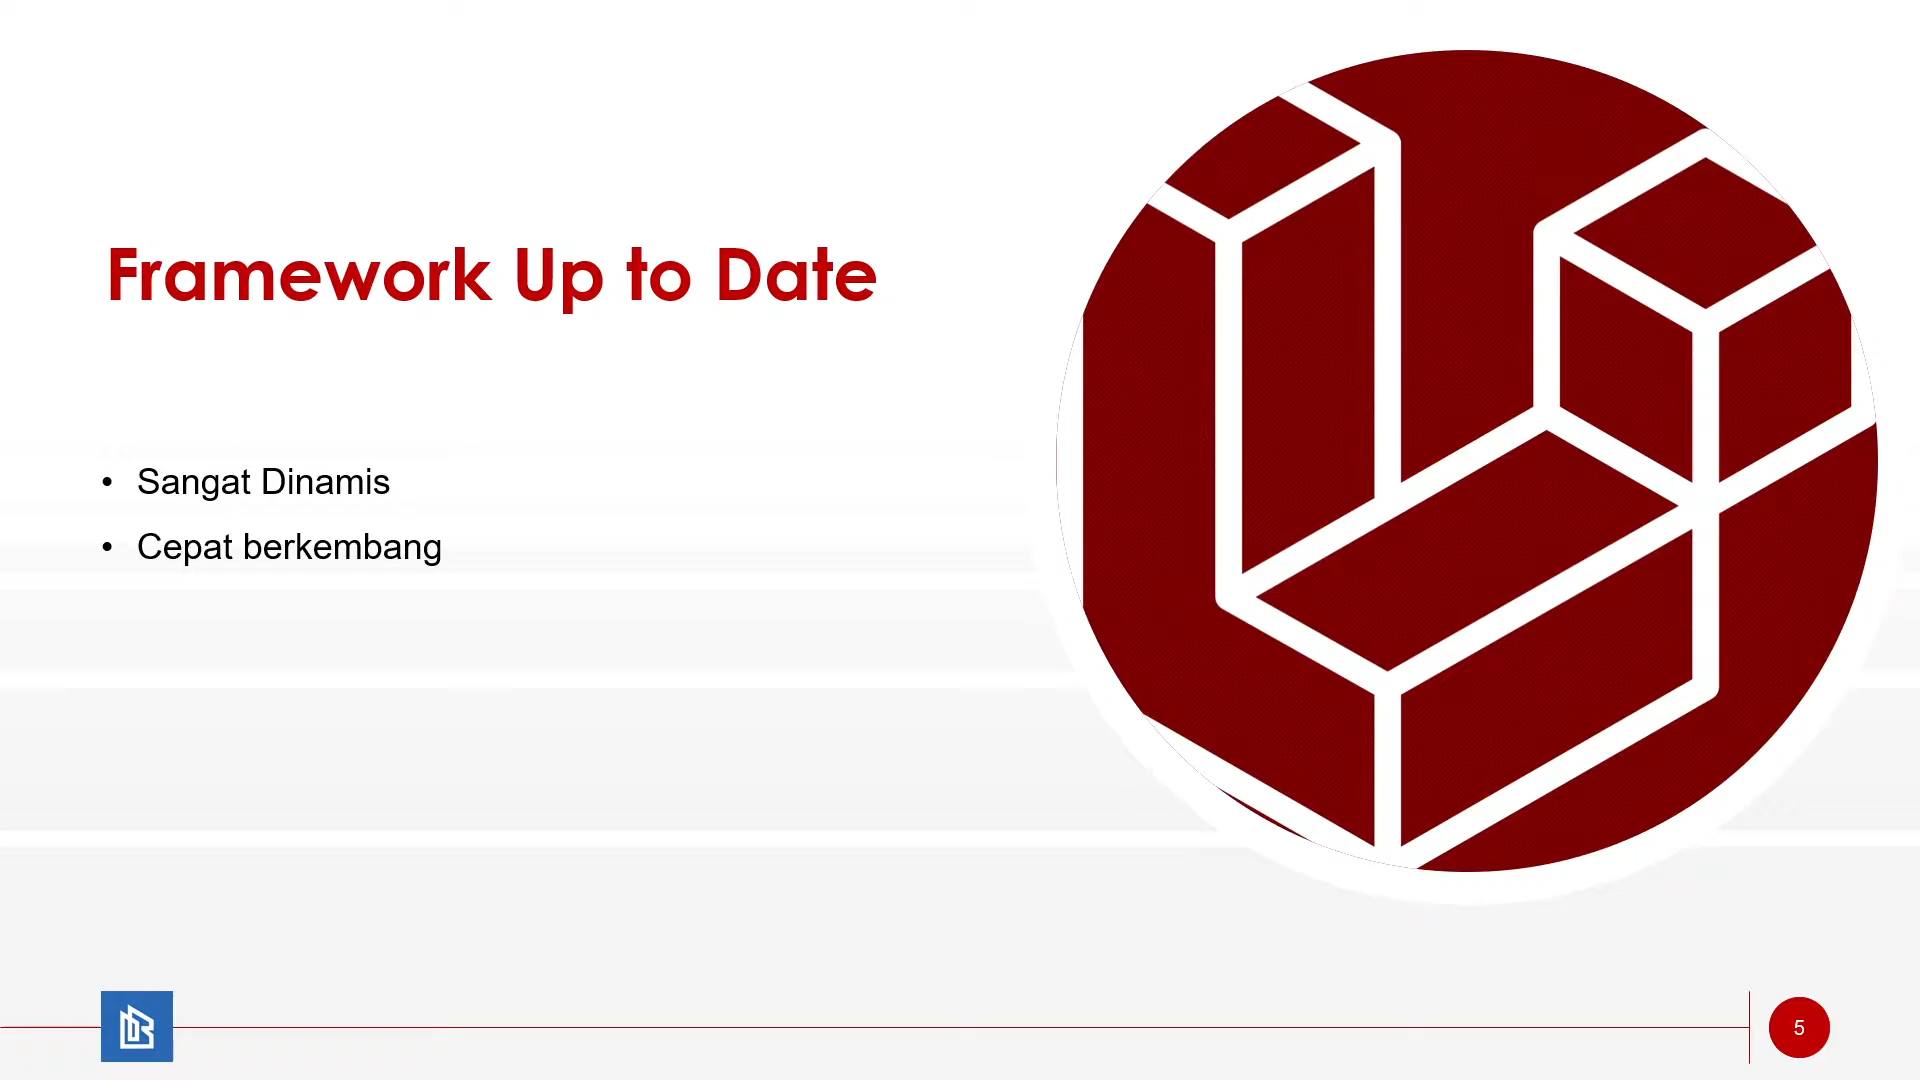 Framework Up to Date
• Sangat Dinamis
• Cepat berkembang
5